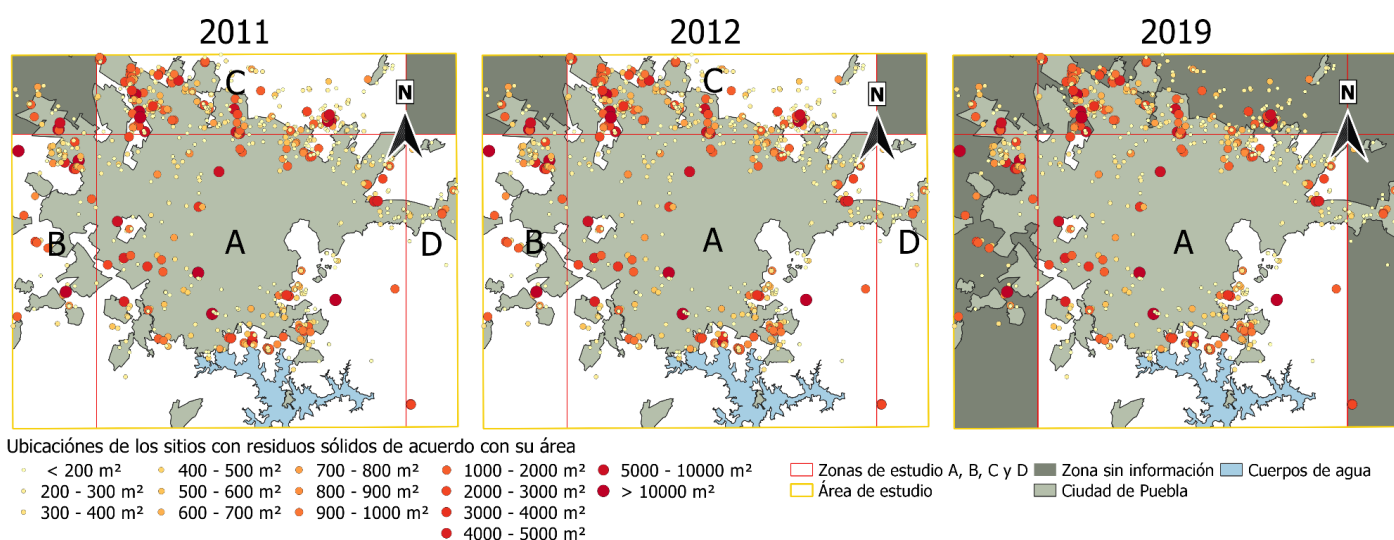 2011 2012 2019
C C
N N N
B A D B A D A
Ubicaciónes de los sitios con residuos sólidos de acuerdo con su área
< 200 m² 400 - 500 m² 700 - 800 m² 1000 - 2000 m² 5000 - 10000 m² Zonas de estudio A, B, C y D Zona sin información Cuerpos de agua
200 - 300 m² 500 - 600 m² 800 - 900 m² 2000 - 3000 m² > 10000 m² Área de estudio Ciudad de Puebla
300 - 400 m² 600 - 700 m² 900 - 1000 m² 3000 - 4000 m²
4000 - 5000 m²